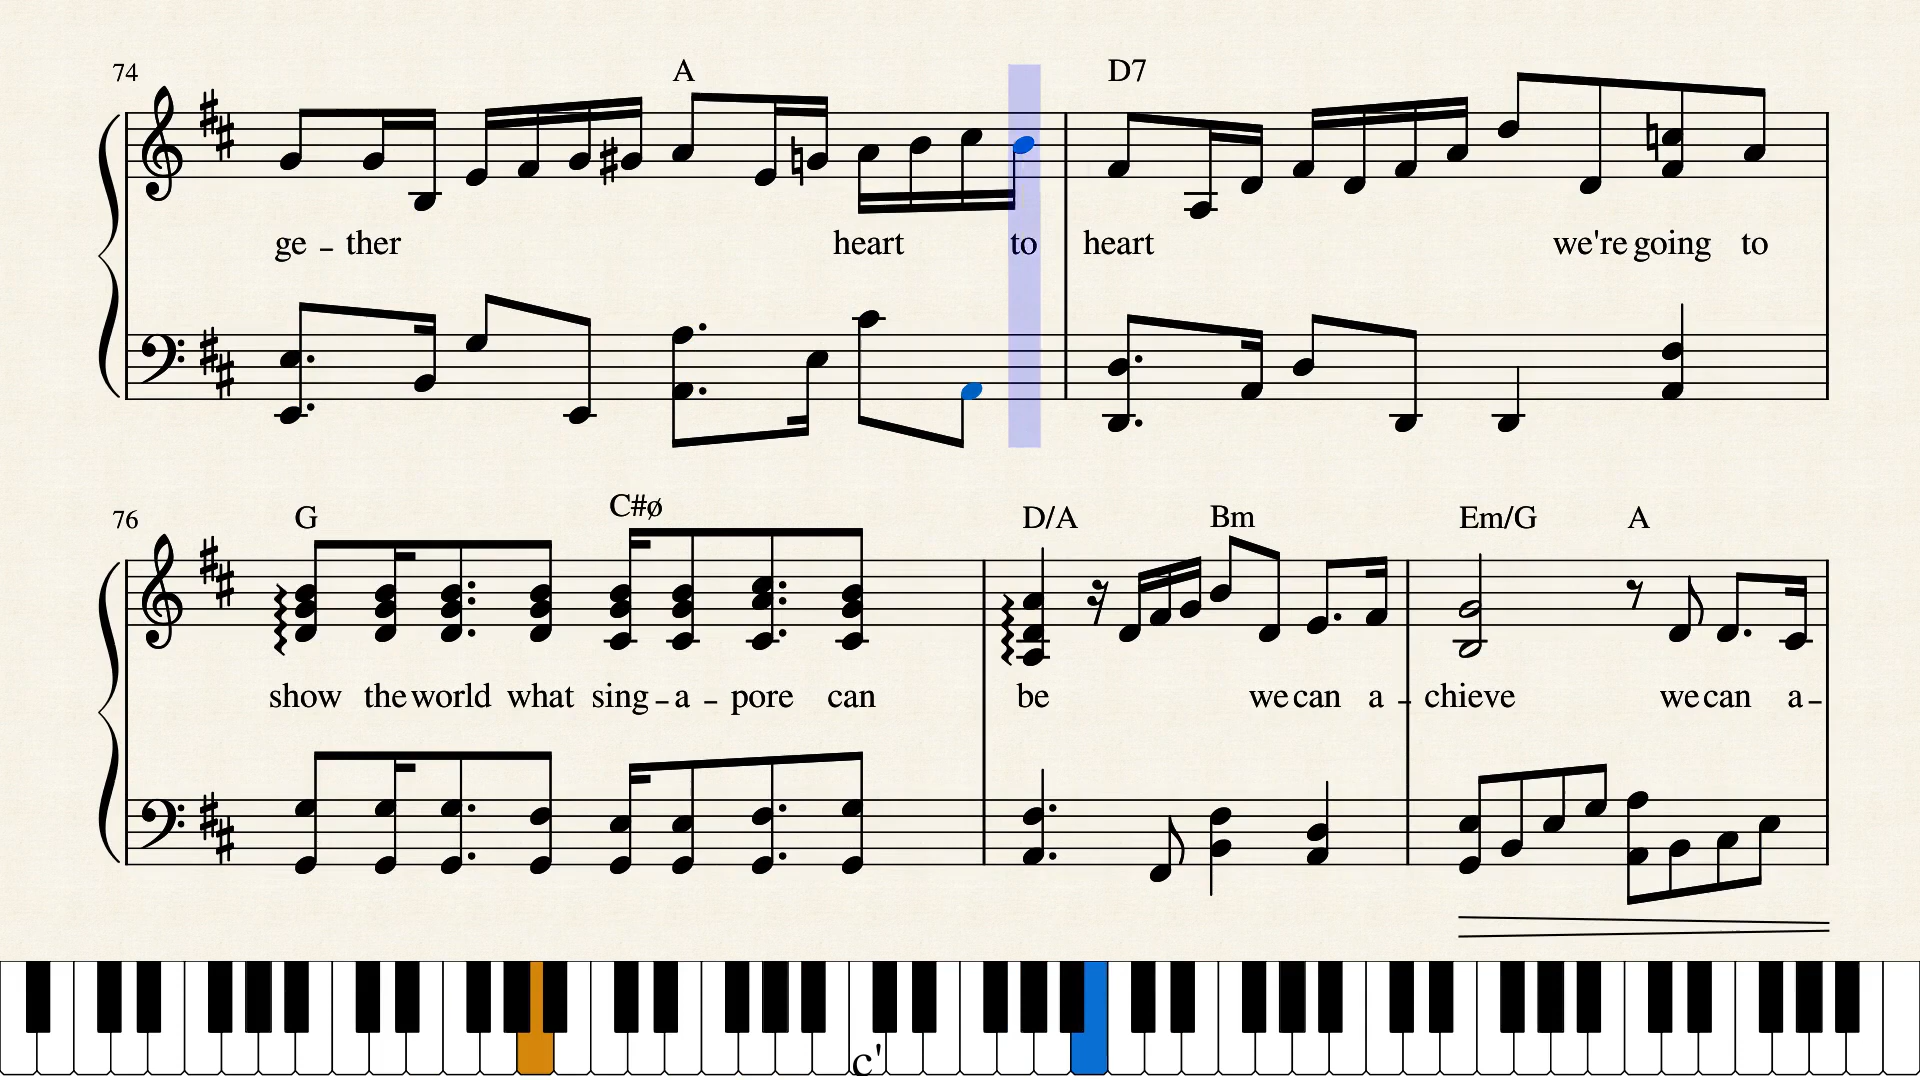 74 A D7
ge – ther heart to heart we're going to
76 G C#ø D/A Bm Em/G A
show the world what sing – a – pore can be we can a – chieve we can a –
c'